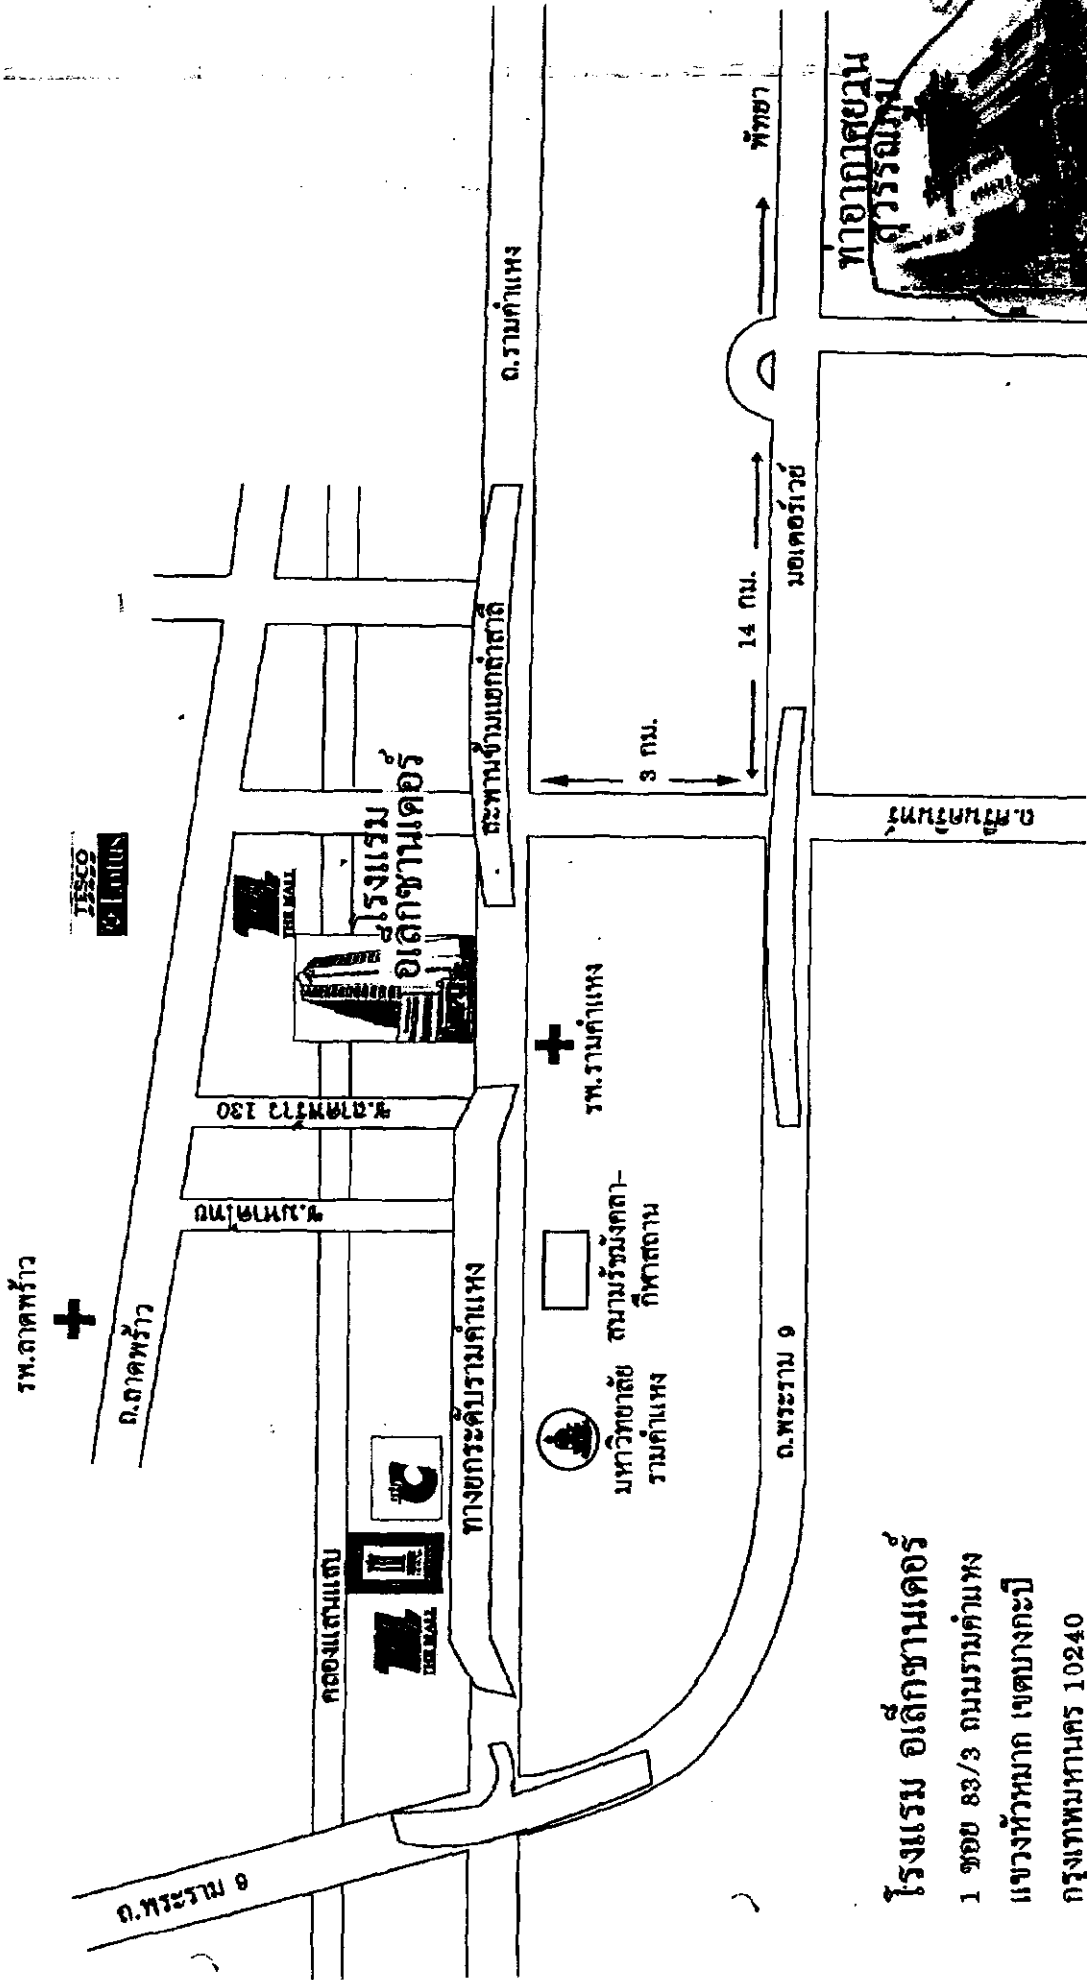 รพ.ลาดพร้าว
ถ.ลาดพร้าว
TESCO
Lotus
THE MALL
โรงแรม
อเล็กซานเดอร์
ซ.ลาดพร้าว 130
ซ.มหาดไทย
คลองแสนแสบ
THE MALL
C
ทางยกระดับรามคำแหง
สะพานข้ามแยกลำสาลี
ถ.รามคำแหง
มหาวิทยาลัย
รามคำแหง
สนามรัชมังคลา-
กีฬาสถาน
รพ.รามคำแหง
3 กม.
14 กม.
พัทยา
มอเตอร์เวย์
ท่าอากาศยาน
สุวรรณภูมิ
ถ.ศรีนครินทร์
ถ.พระราม 9
ถ.พระราม 9
โรงแรม อเล็กซานเดอร์
1 ซอย 83/3 ถนนรามคำแหง
แขวงหัวหมาก เขตบางกะปิ
กรุงเทพมหานคร 10240